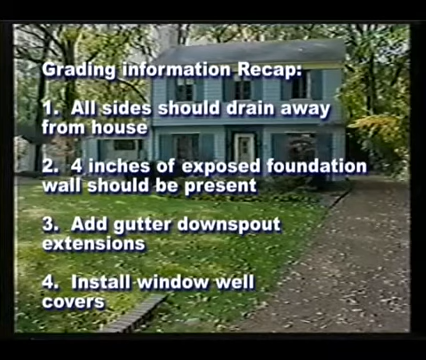 Grading information Recap:
1. All sides should drain away
from house
2. 4 inches of exposed foundation
wall should be present
3. Add gutter downspout
extensions
4. Install window well
covers